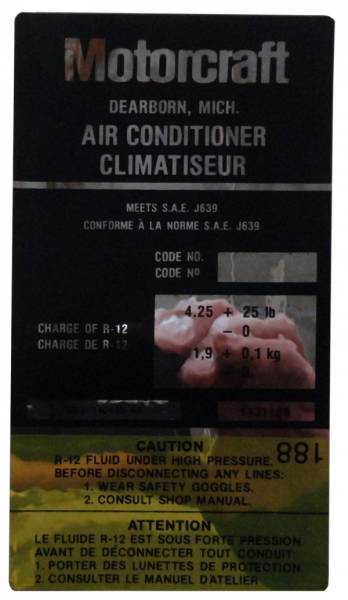 Motorcraft
DEARBORN, MICH.
AIR CONDITIONER
CLIMATISEUR
MEETS S.A.E. J639
CONFORME À LA NORME S.A.E. J639
CODE NO.
CODE Nº
CHARGE OF R-12
CHARGE DE R-12
4.25 + 25 lb
– 0
1,9 + 0,1 kg
CAUTION
R-12 FLUID UNDER HIGH PRESSURE.
BEFORE DISCONNECTING ANY LINES:
1. WEAR SAFETY GOGGLES.
2. CONSULT SHOP MANUAL.
188
ATTENTION
LE FLUIDE R-12 EST SOUS FORTE PRESSION.
AVANT DE DÉCONNECTER TOUT CONDUIT:
1. PORTER DES LUNETTES DE PROTECTION
2. CONSULTER LE MANUEL D'ATELIER